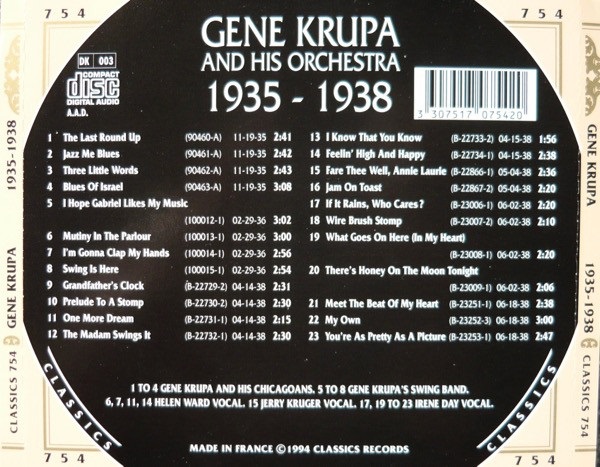 754
754
GENE KRUPA
AND HIS ORCHESTRA
1935 - 1938
DK 003
COMPACT
disc
DIGITAL AUDIO
A.A.D.
3 307517 075420
1 The Last Round Up (90460-A) 11-19-35 2:41
2 Jazz Me Blues (90461-A) 11-19-35 2:42
3 Three Little Words (90462-A) 11-19-35 2:43
4 Blues Of Israel (90463-A) 11-19-35 3:08
5 I Hope Gabriel Likes My Music
(100012-1) 02-29-36 3:02
6 Mutiny In The Parlour (100013-1) 02-29-36 3:00
7 I'm Gonna Clap My Hands (100014-1) 02-29-36 2:56
8 Swing Is Here (100015-1) 02-29-36 2:54
9 Grandfather's Clock (B-22729-2) 04-14-38 2:31
10 Prelude To A Stomp (B-22730-2) 04-14-38 2:30
11 One More Dream (B-22731-1) 04-14-38 2:15
12 The Madam Swings It (B-22732-1) 04-14-38 2:30
13 I Know That You Know (B-22733-2) 04-15-38 1:56
14 Feelin' High And Happy (B-22734-1) 04-14-38 2:38
15 Fare Thee Well, Annie Laurie (B-22866-1) 05-04-38 2:36
16 Jam On Toast (B-22867-2) 05-04-38 2:20
17 If It Rains, Who Cares? (B-23006-1) 06-02-38 2:20
18 Wire Brush Stomp (B-23007-2) 06-02-38 2:10
19 What Goes On Here (In My Heart)
(B-23008-1) 06-02-38 2:20
20 There's Honey On The Moon Tonight
(B-23009-1) 06-02-38 2:06
21 Meet The Beat Of My Heart (B-23251-1) 06-18-38 2:38
22 My Own (B-23252-3) 06-18-38 3:00
23 You're As Pretty As A Picture (B-23253-1) 06-18-38 2:47
1 TO 4 GENE KRUPA AND HIS CHICAGOANS. 5 TO 8 GENE KRUPA'S SWING BAND.
6, 7, 11, 14 HELEN WARD VOCAL. 15 JERRY KRUGER VOCAL. 17, 19 TO 23 IRENE DAY VOCAL.
MADE IN FRANCE ©1994 CLASSICS RECORDS
CLASSICS
CLASSICS
754
754
CLASSICS 754 GENE KRUPA 1935-1938
GENE KRUPA 1935-1938 CLASSICS 754